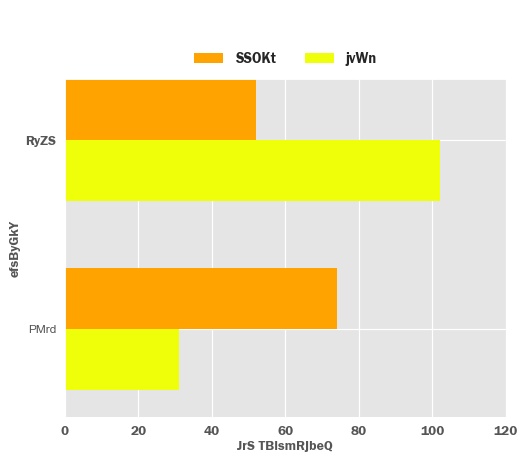 SSOKt jvWn
RyZS
efsByGkY
PMrd
0 20 40 60 80 100 120
JrS TBlsmRJbeQ